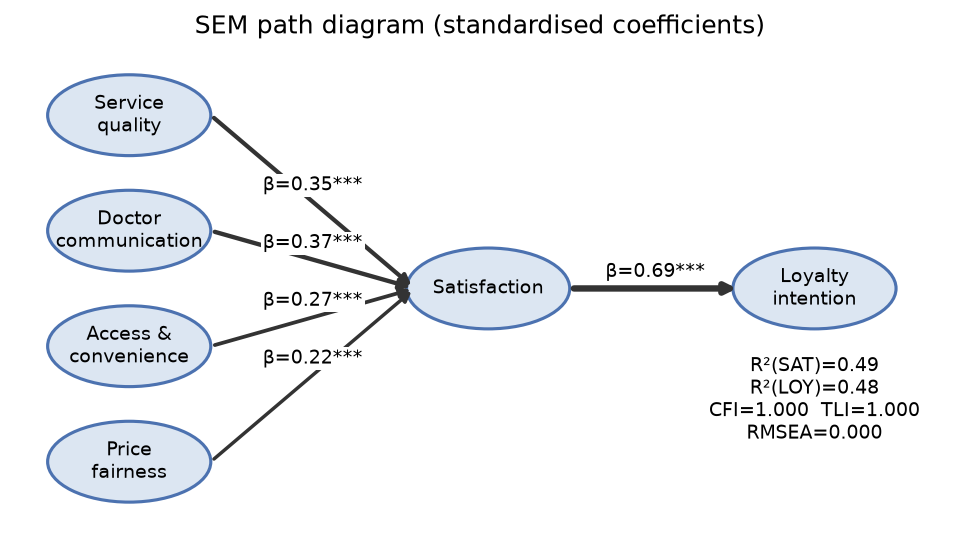 SEM path diagram (standardised coefficients)
Service
quality
β=0.35***
Doctor
communication
β=0.37***
Satisfaction
β=0.69***
Loyalty
intention
Access &
convenience
β=0.27***
β=0.22***
Price
fairness
R²(SAT)=0.49
R²(LOY)=0.48
CFI=1.000  TLI=1.000
RMSEA=0.000